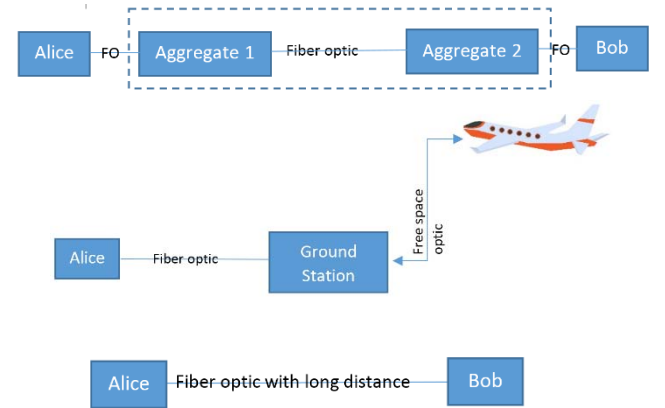 Alice FO Aggregate 1 Fiber optic Aggregate 2 FO Bob
Free space
optic
Alice Fiber optic Ground
Station
Alice Fiber optic with long distance Bob